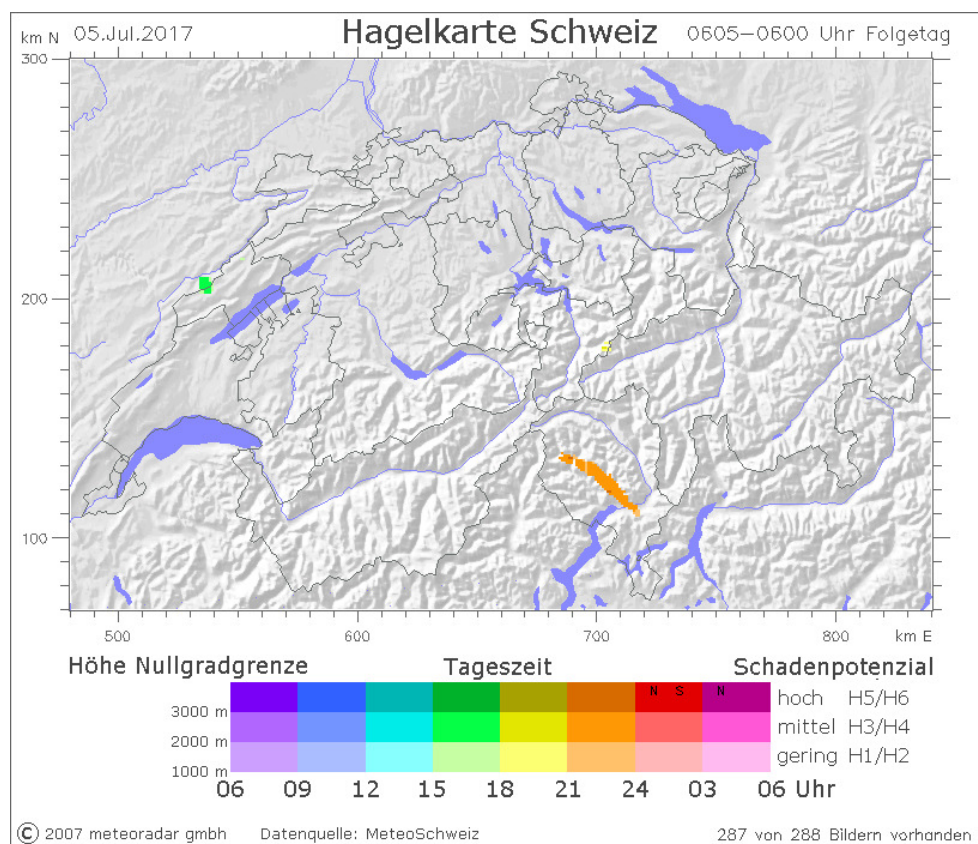 05.Jul.2017 Hagelkarte Schweiz 0605–0600 Uhr Folgetag
km N
300
200
100
500 600 700 800 km E
Höhe Nullgradgrenze Tageszeit Schadenpotenzial
N S N hoch H5/H6
3000 m
mittel H3/H4
2000 m
gering H1/H2
1000 m
06 09 12 15 18 21 24 03 06 Uhr
© 2007 meteoradar gmbh Datenquelle: MeteoSchweiz 287 von 288 Bildern vorhanden